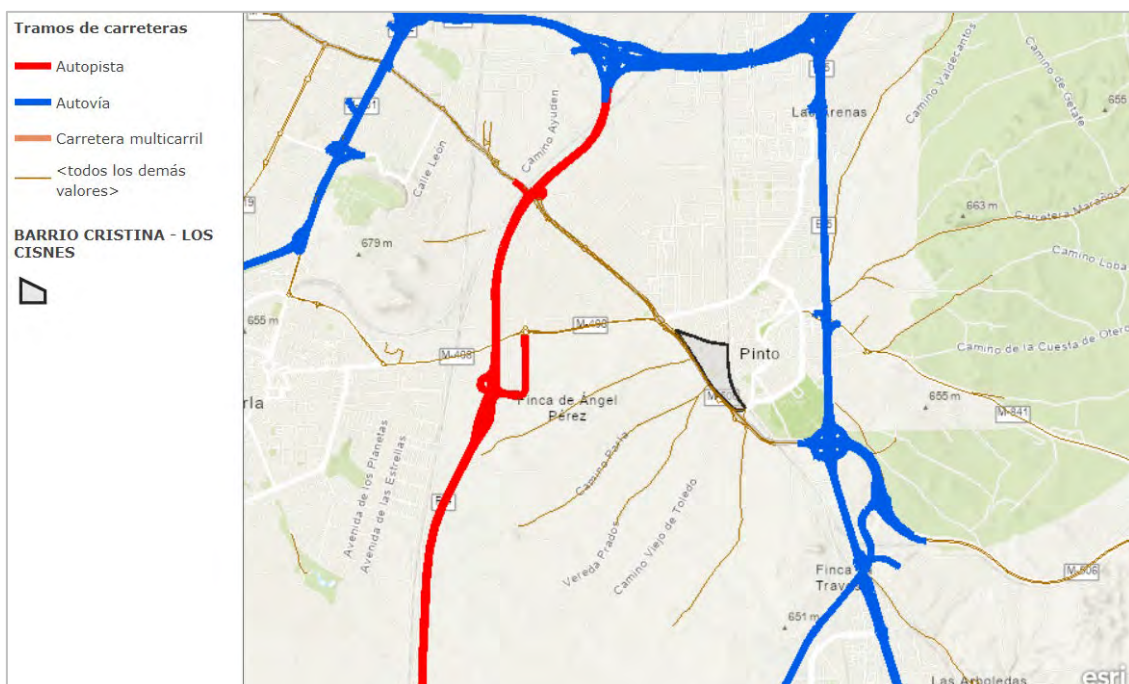 Tramos de carreteras
Autopista
Autovía
Carretera multicarril
<todos los demás
valores>
BARRIO CRISTINA - LOS
CISNES
Camino Ayuden
Calle León
679 m
655 m
M-408
M-408
Finca de Ángel
Pérez
Avenida de los Planetas
Avenida de las Estrellas
Camino Parla
Vereda Prados
Camino Viejo de Toledo
Pinto
Las Arenas
Camino Valdecantos
Camino de Getafe
655
663 m
Carretera Marañosa
Camino Loba
Camino de la Cuesta de Otero
655 m
M-841
M-506
Finca
651 m
Las Arboledas
esri